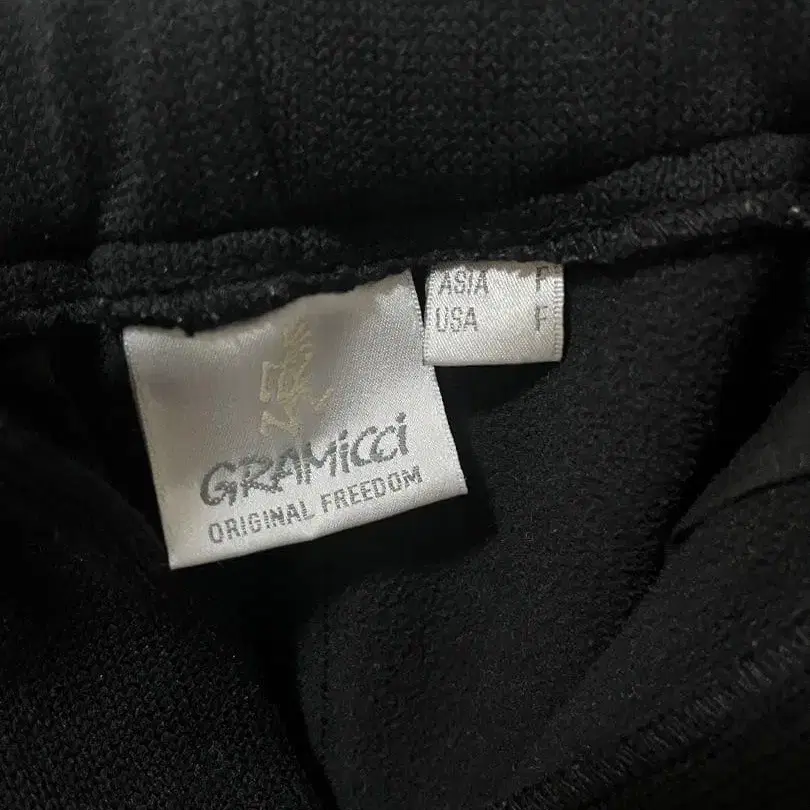 ASIA F
USA F
GRAMiCCi
ORIGINAL FREEDOM